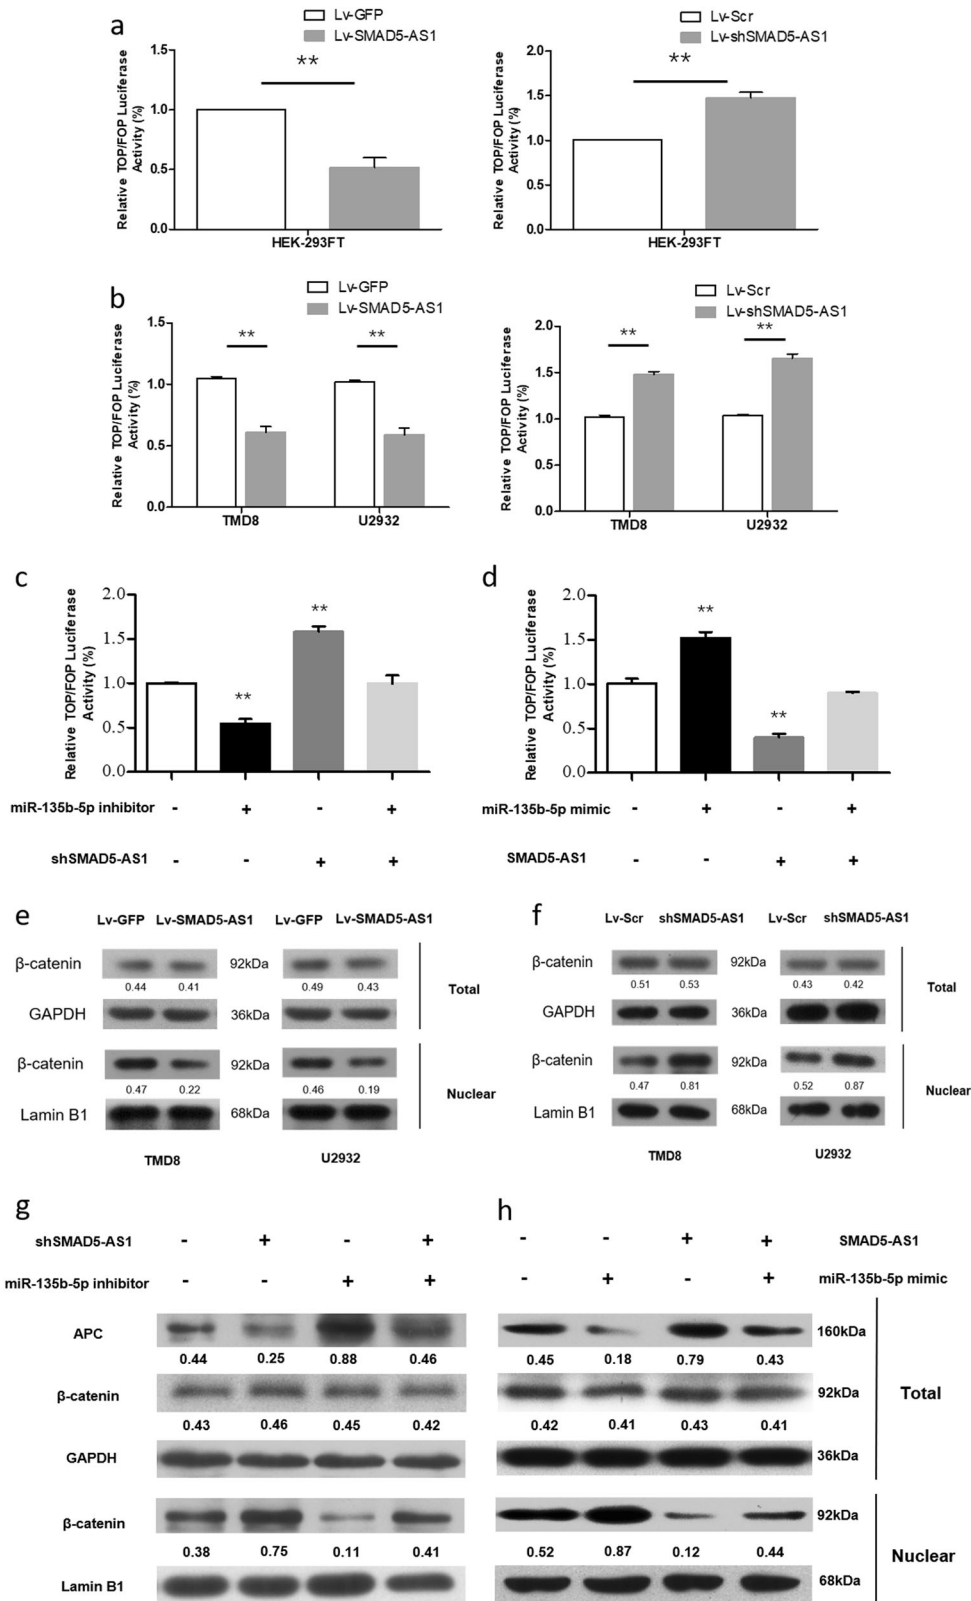 a
Lv-GFP
Lv-SMAD5-AS1
**
Relative TOP/FOP Luciferase
Activity (%)
1.5
1.0
0.5
0.0
HEK-293FT
Lv-Scr
Lv-shSMAD5-AS1
**
Relative TOP/FOP Luciferase
Activity (%)
2.0
1.5
1.0
0.5
0.0
HEK-293FT
b
Lv-GFP
Lv-SMAD5-AS1
** **
Relative TOP/FOP Luciferase
Activity (%)
1.5
1.0
0.5
0.0
TMD8 U2932
Lv-Scr
Lv-shSMAD5-AS1
** **
Relative TOP/FOP Luciferase
Activity (%)
2.0
1.5
1.0
0.5
0.0
TMD8 U2932
c
Relative TOP/FOP Luciferase
Activity (%)
2.0
1.5
1.0
0.5
0.0
** **
miR-135b-5p inhibitor - + - +
shSMAD5-AS1 - - + +
d
Relative TOP/FOP Luciferase
Activity (%)
2.0
1.5
1.0
0.5
0.0
** **
miR-135b-5p mimic - + - +
SMAD5-AS1 - - + +
e
Lv-GFP Lv-SMAD5-AS1 Lv-GFP Lv-SMAD5-AS1
β-catenin 92kDa
0.44 0.41 0.49 0.43
Total
GAPDH 36kDa
β-catenin 92kDa
0.47 0.22 0.46 0.19
Nuclear
Lamin B1 68kDa
TMD8 U2932
f
Lv-Scr shSMAD5-AS1 Lv-Scr shSMAD5-AS1
β-catenin 92kDa
0.51 0.53 0.43 0.42
Total
GAPDH 36kDa
β-catenin 92kDa
0.47 0.81 0.52 0.87
Nuclear
Lamin B1 68kDa
TMD8 U2932
g
shSMAD5-AS1 - + - +
miR-135b-5p inhibitor - - + +
APC
0.44 0.25 0.88 0.46
β-catenin
0.43 0.46 0.45 0.42
GAPDH
β-catenin
0.38 0.75 0.11 0.41
Lamin B1
h
- - + + SMAD5-AS1
- + - + miR-135b-5p mimic
160kDa
0.45 0.18 0.79 0.43
92kDa
Total
0.42 0.41 0.43 0.41
36kDa
92kDa
0.52 0.87 0.12 0.44
Nuclear
68kDa